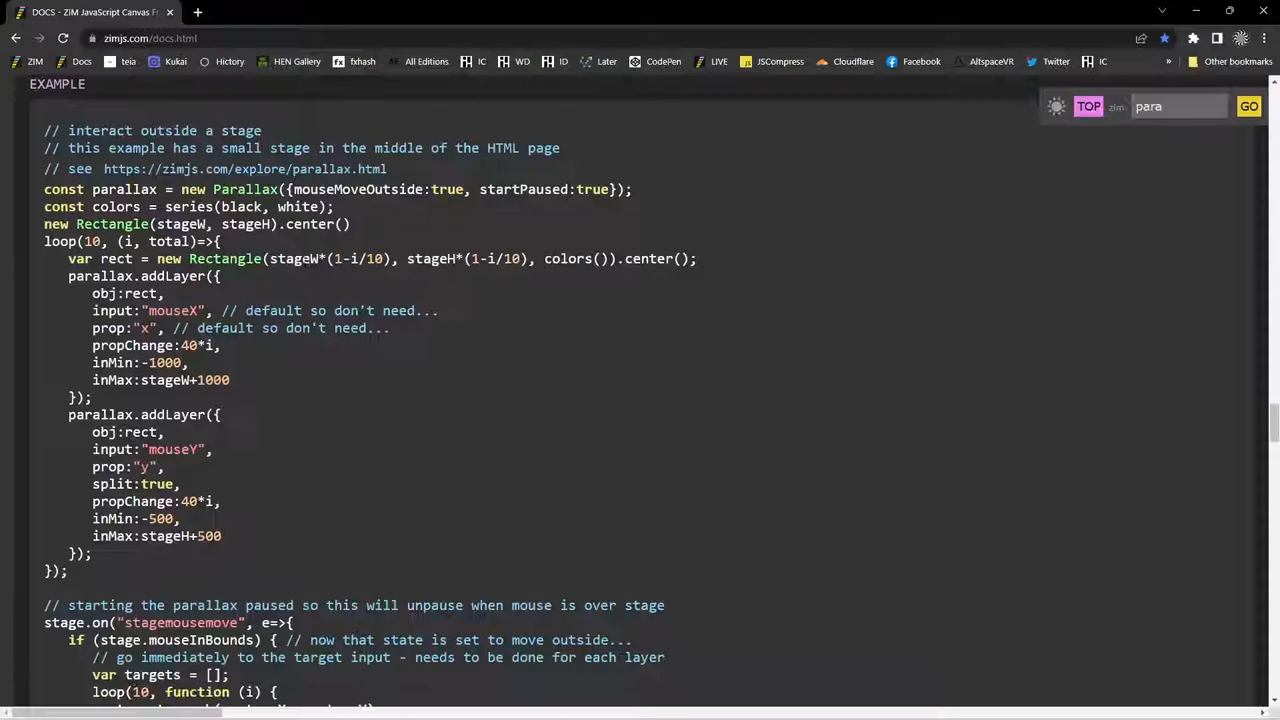 DOCS - ZIM JavaScript Canvas Fr
zimjs.com/docs.html
ZIM Docs teia Kukai Hictory HEN Gallery fxhash All Editions IC WD ID Later CodePen LIVE JSCompress Cloudflare Facebook AltspaceVR Twitter IC » Other bookmarks
EXAMPLE
TOP zim para GO
// interact outside a stage
// this example has a small stage in the middle of the HTML page
// see https://zimjs.com/explore/parallax.html
const parallax = new Parallax({mouseMoveOutside:true, startPaused:true});
const colors = series(black, white);
new Rectangle(stageW, stageH).center()
loop(10, (i, total)=>{
var rect = new Rectangle(stageW*(1-i/10), stageH*(1-i/10), colors()).center();
parallax.addLayer({
obj:rect,
input:"mouseX", // default so don't need...
prop:"x", // default so don't need...
propChange:40*i,
inMin:-1000,
inMax:stageW+1000
});
parallax.addLayer({
obj:rect,
input:"mouseY",
prop:"y",
split:true,
propChange:40*i,
inMin:-500,
inMax:stageH+500
});
});
// starting the parallax paused so this will unpause when mouse is over stage
stage.on("stagemousemove", e=>{
if (stage.mouseInBounds) { // now that state is set to move outside...
// go immediately to the target input - needs to be done for each layer
var targets = [];
loop(10, function (i) {